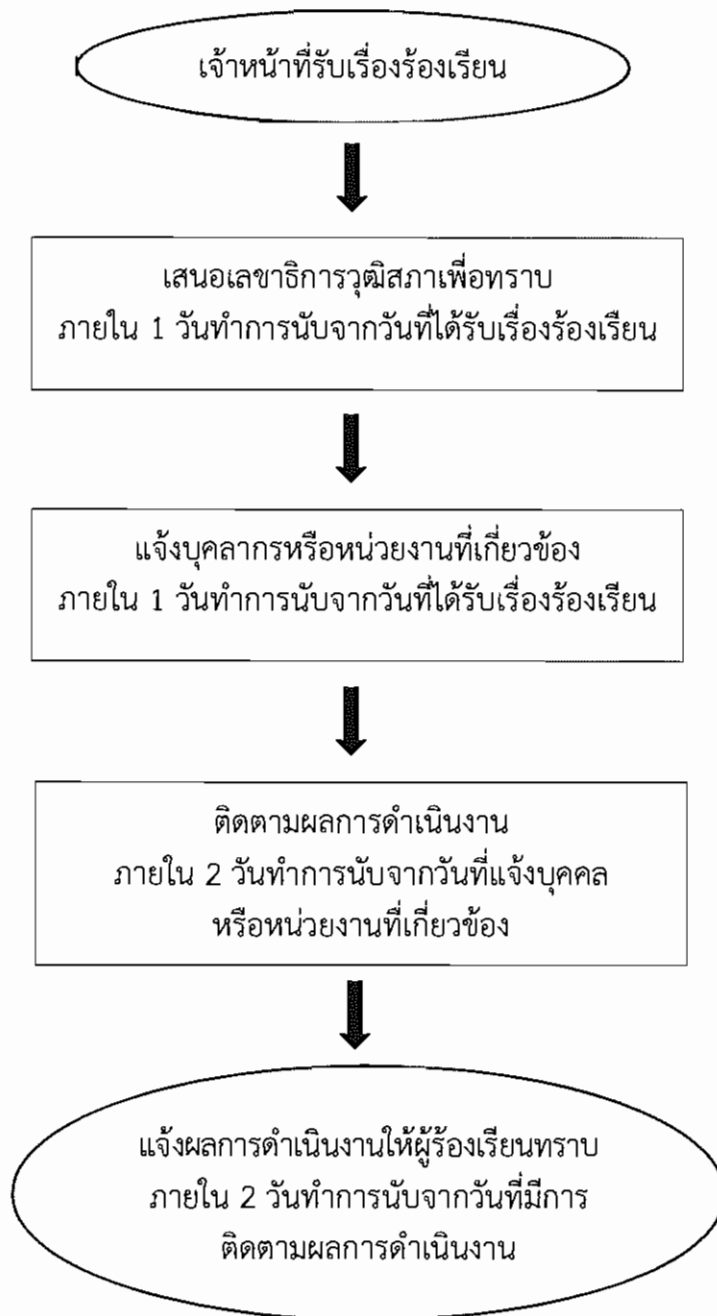 เจ้าหน้าที่รับเรื่องร้องเรียน
เสนอเลขาธิการวุฒิสภาเพื่อทราบ
ภายใน 1 วันทำการนับจากวันที่ได้รับเรื่องร้องเรียน
แจ้งบุคลากรหรือหน่วยงานที่เกี่ยวข้อง
ภายใน 1 วันทำการนับจากวันที่ได้รับเรื่องร้องเรียน
ติดตามผลการดำเนินงาน
ภายใน 2 วันทำการนับจากวันที่แจ้งบุคคล
หรือหน่วยงานที่เกี่ยวข้อง
แจ้งผลการดำเนินงานให้ผู้ร้องเรียนทราบ
ภายใน 2 วันทำการนับจากวันที่มีการ
ติดตามผลการดำเนินงาน